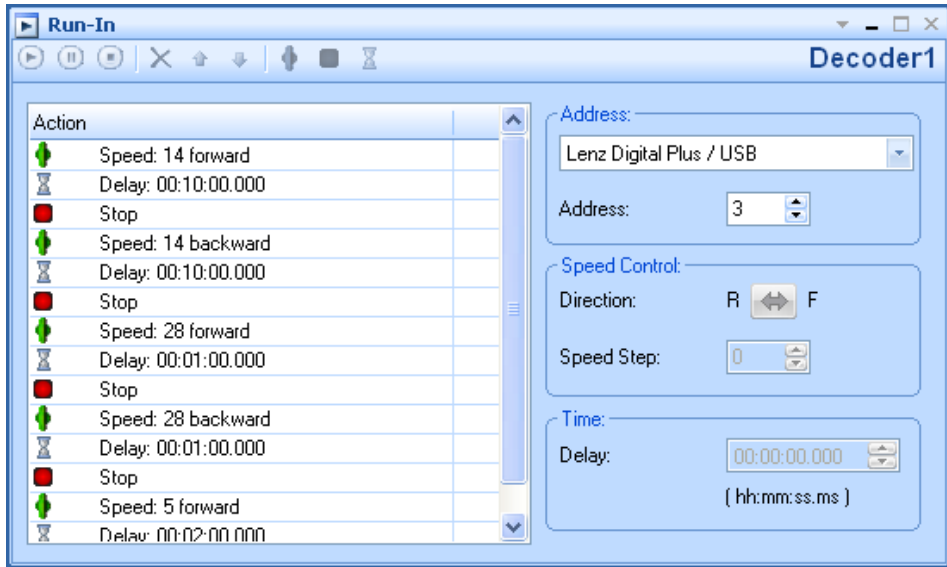 Run-In
Decoder1
Action
Speed: 14 forward
Delay: 00:10:00.000
Stop
Speed: 14 backward
Delay: 00:10:00.000
Stop
Speed: 28 forward
Delay: 00:01:00.000
Stop
Speed: 28 backward
Delay: 00:01:00.000
Stop
Speed: 5 forward
Delay: 00:02:00.000
Address:
Lenz Digital Plus / USB
Address: 3
Speed Control:
Direction: R F
Speed Step: 0
Time:
Delay: 00:00:00.000
( hh:mm:ss.ms )